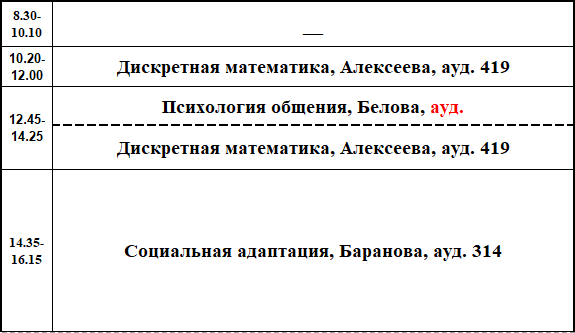 8.30-
10.10
—
10.20-
12.00
Дискретная математика, Алексеева, ауд. 419
12.45-
14.25
Психология общения, Белова, ауд.
Дискретная математика, Алексеева, ауд. 419
14.35-
16.15
Социальная адаптация, Баранова, ауд. 314